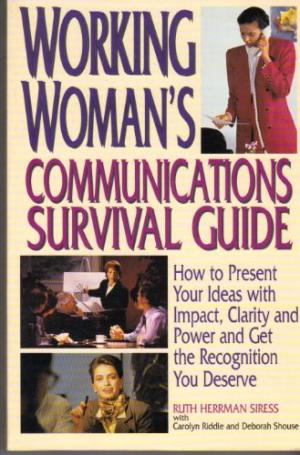 WORKING
WOMAN'S
COMMUNICATIONS
SURVIVAL GUIDE
How to Present
Your Ideas with
Impact, Clarity and
Power and Get
the Recognition
You Deserve
RUTH HERRMAN SIRESS
with
Carolyn Riddle and Deborah Shouse